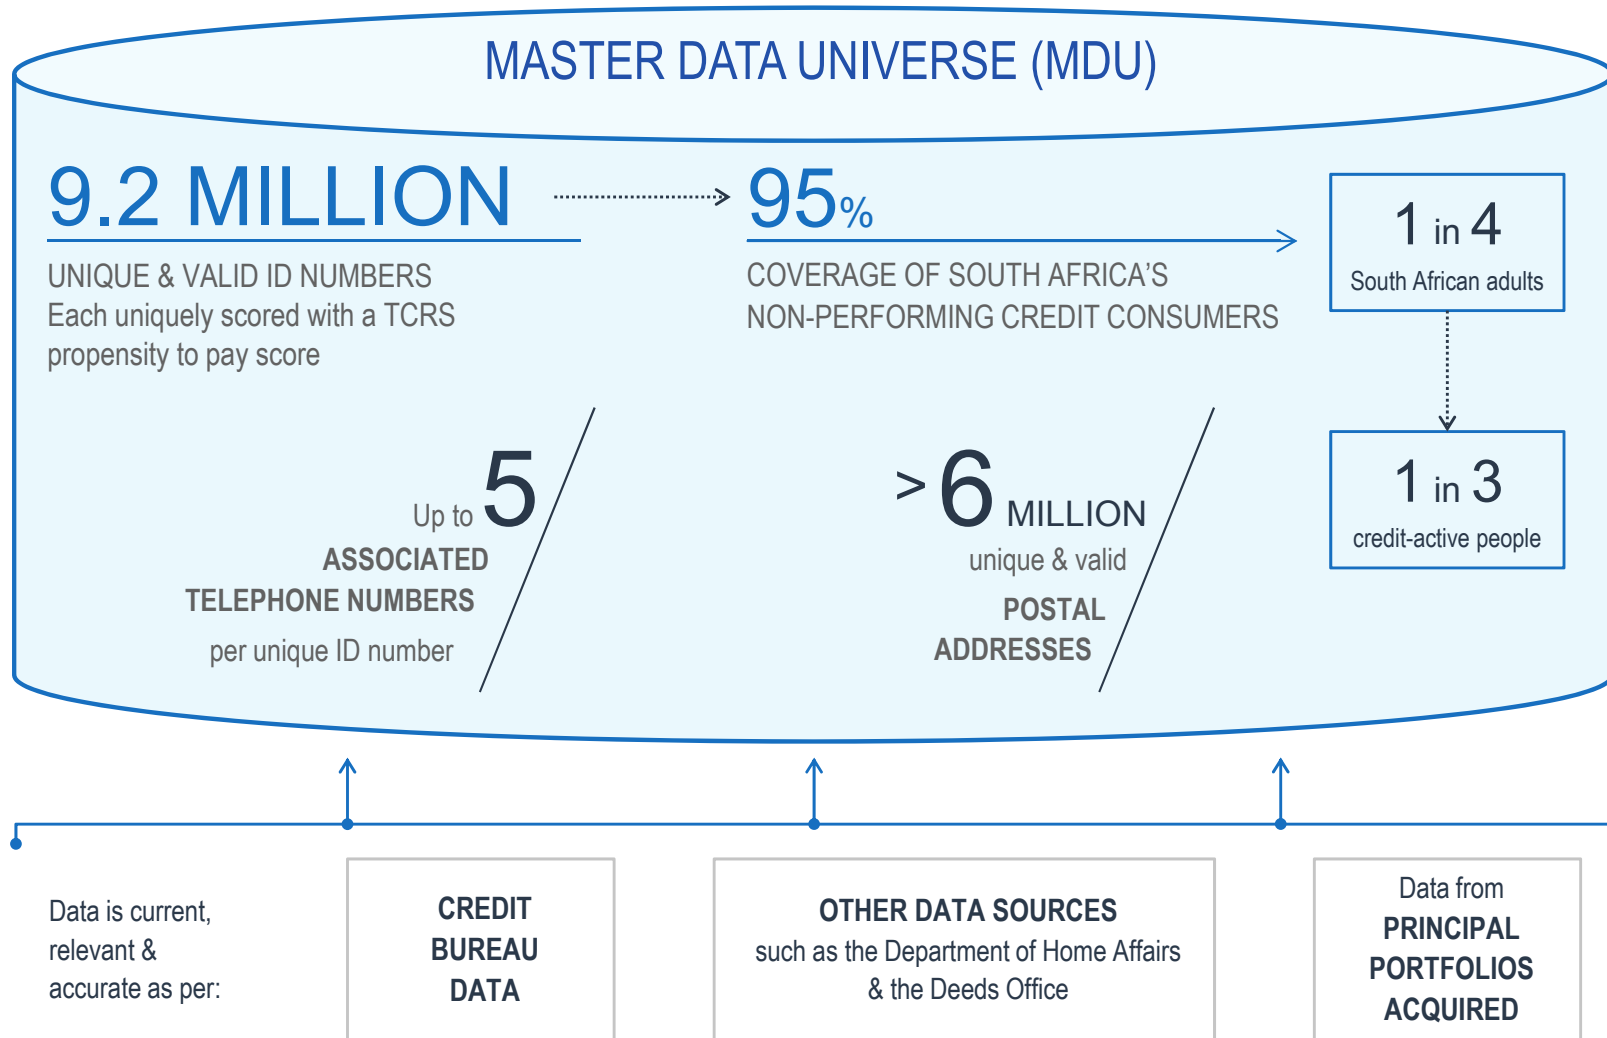 MASTER DATA UNIVERSE (MDU)
9.2 MILLION
UNIQUE & VALID ID NUMBERS
Each uniquely scored with a TCRS
propensity to pay score
95%
COVERAGE OF SOUTH AFRICA’S
NON-PERFORMING CREDIT CONSUMERS
1 in 4
South African adults
1 in 3
credit-active people
Up to 5
ASSOCIATED
TELEPHONE NUMBERS
per unique ID number
> 6 MILLION
unique & valid
POSTAL
ADDRESSES
Data is current,
relevant &
accurate as per:
CREDIT
BUREAU
DATA
OTHER DATA SOURCES
such as the Department of Home Affairs
& the Deeds Office
Data from
PRINCIPAL
PORTFOLIOS
ACQUIRED